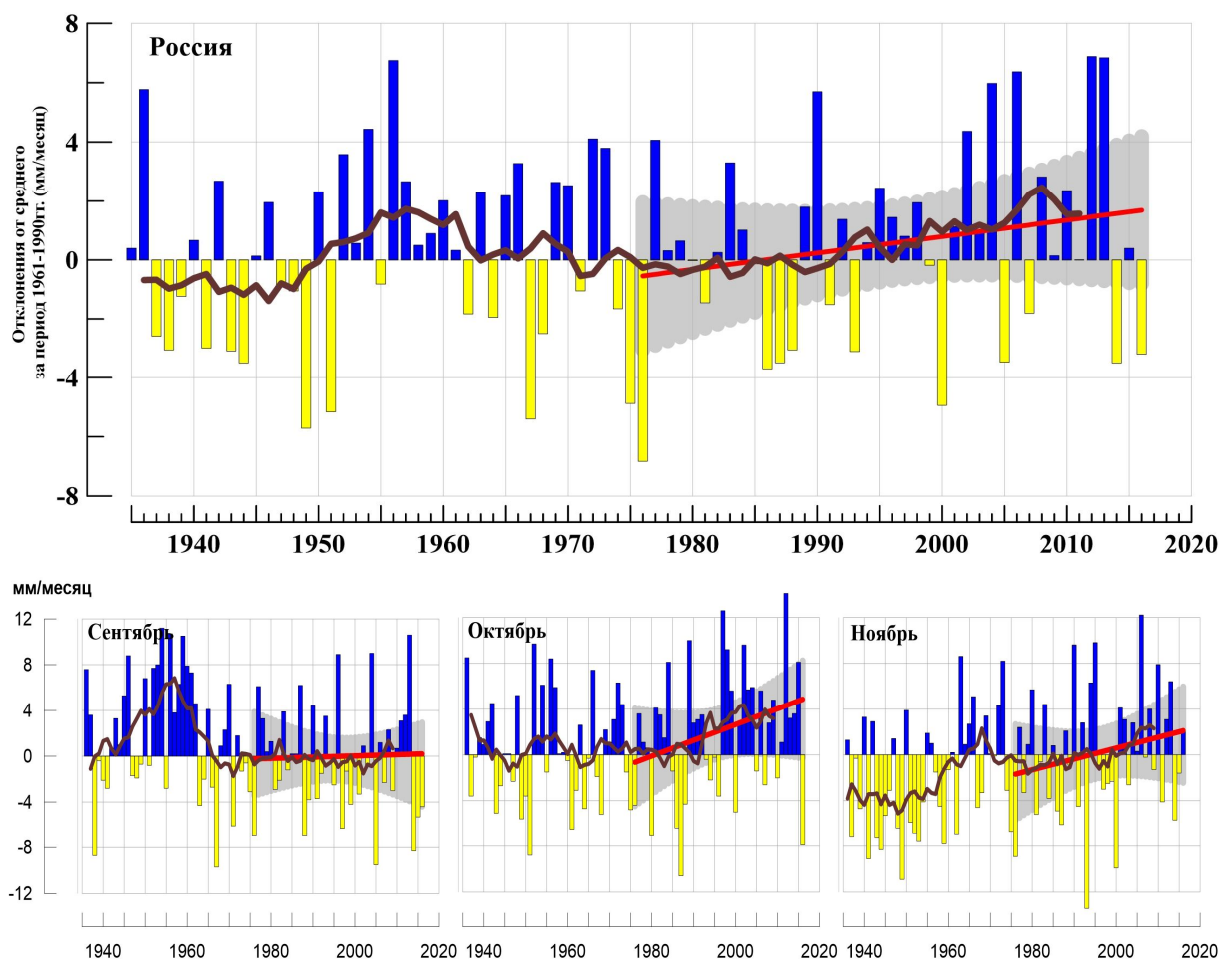 8
Россия
4
0
-4
-8
Отклонения от среднего
за период 1961-1990гг. (мм/месяц)
1940 1950 1960 1970 1980 1990 2000 2010 2020
мм/месяц
12
8
4
0
-4
-8
-12
Сентябрь
Октябрь
Ноябрь
1940 1960 1980 2000 2020
1940 1960 1980 2000 2020
1940 1960 1980 2000 2020